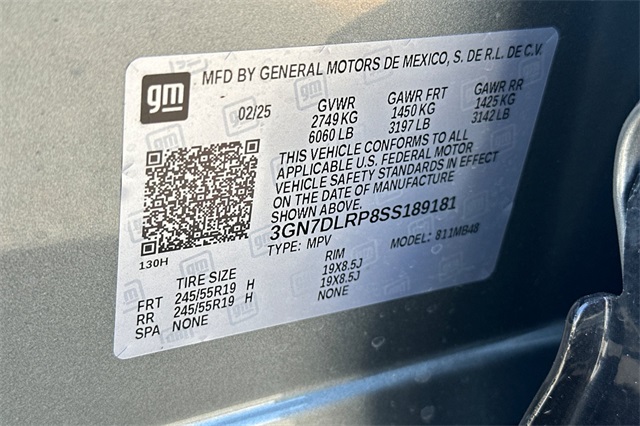 gm
MFD BY GENERAL MOTORS DE MEXICO, S. DE R.L. DE C.V.
02/25 GVWR GAWR FRT GAWR RR
2749 KG 1450 KG 1425 KG
6060 LB 3197 LB 3142 LB
THIS VEHICLE CONFORMS TO ALL
APPLICABLE U.S. FEDERAL MOTOR
VEHICLE SAFETY STANDARDS IN EFFECT
ON THE DATE OF MANUFACTURE
SHOWN ABOVE.
3GN7DLRP8SS189181
TYPE: MPV MODEL: 811MB48
130H
TIRE SIZE RIM
FRT 245/55R19 H 19X8.5J
RR 245/55R19 H 19X8.5J
SPA NONE NONE